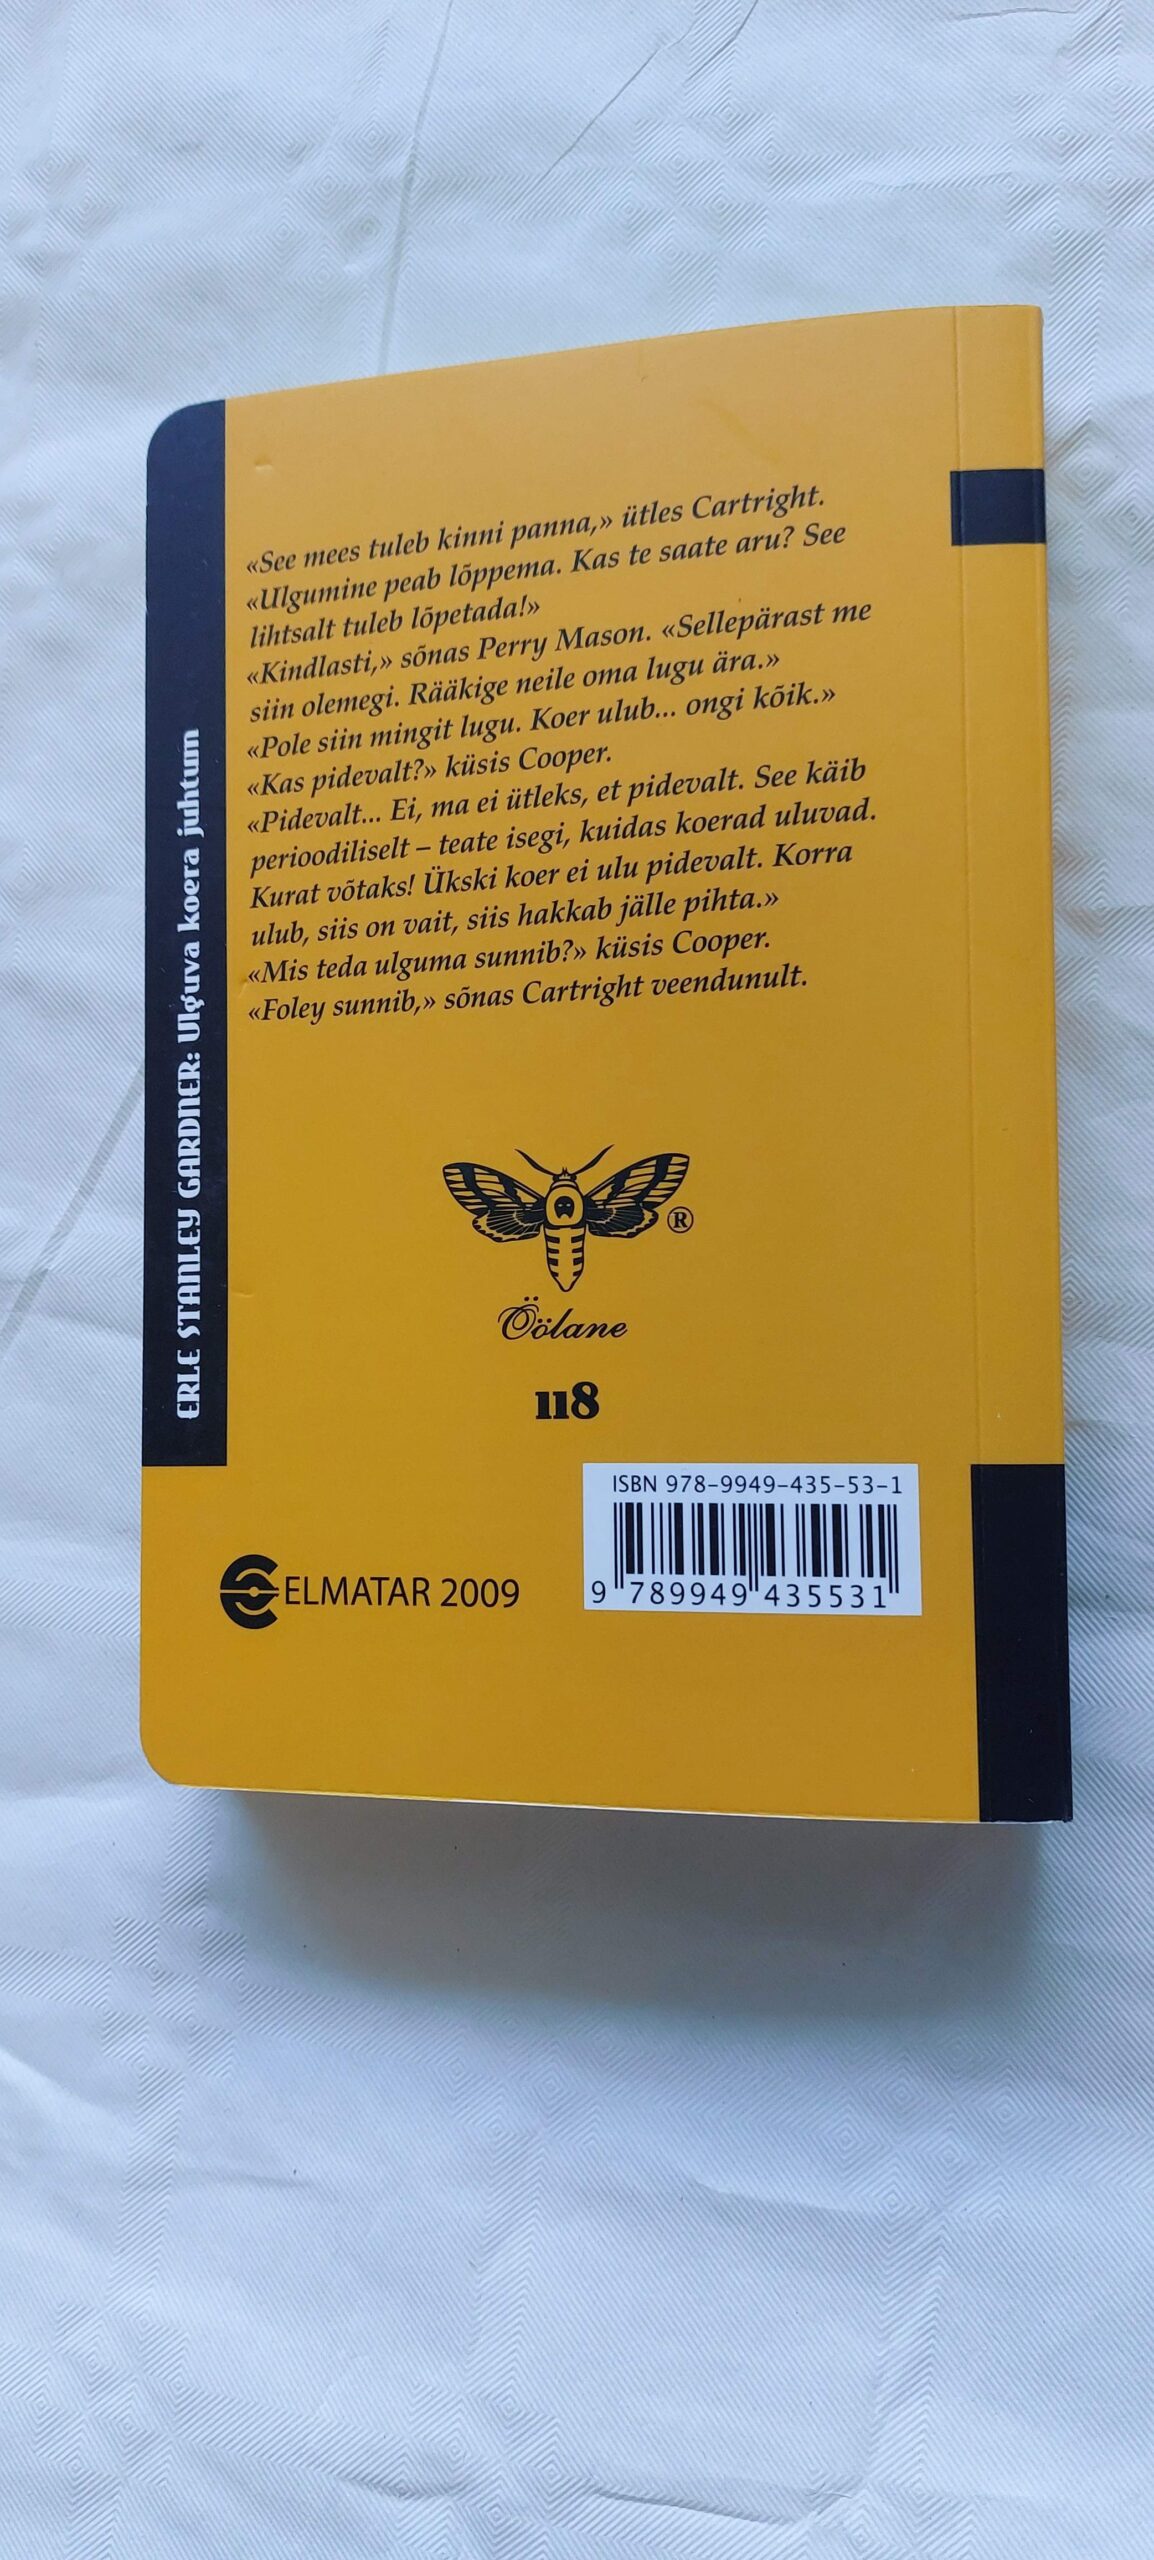 «See mees tuleb kinni panna,» ütles Cartright.
«Ulgumine peab lõppema. Kas te saate aru? See
lihtsalt tuleb lõpetada!»
«Kindlasti,» sõnas Perry Mason. «Sellepärast me
siin olemegi. Rääkige neile oma lugu ära.»
«Pole siin mingit lugu. Koer ulub... ongi kõik.»
«Kas pidevalt?» küsis Cooper.
«Pidevalt... Ei, ma ei ütleks, et pidevalt. See käib
perioodiliselt – teate isegi, kuidas koerad uluvad.
Kurat võtaks! Ükski koer ei ulu pidevalt. Korra
ulub, siis on vait, siis hakkab jälle pihta.»
«Mis teda ulguma sunnib?» küsis Cooper.
«Foley sunnib,» sõnas Cartright veendunult.
ERLE STANLEY GARDNER: Ulguva koera juhtum
®
Öölane
118
ISBN 978-9949-435-53-1
9 789949 435531
ELMATAR 2009